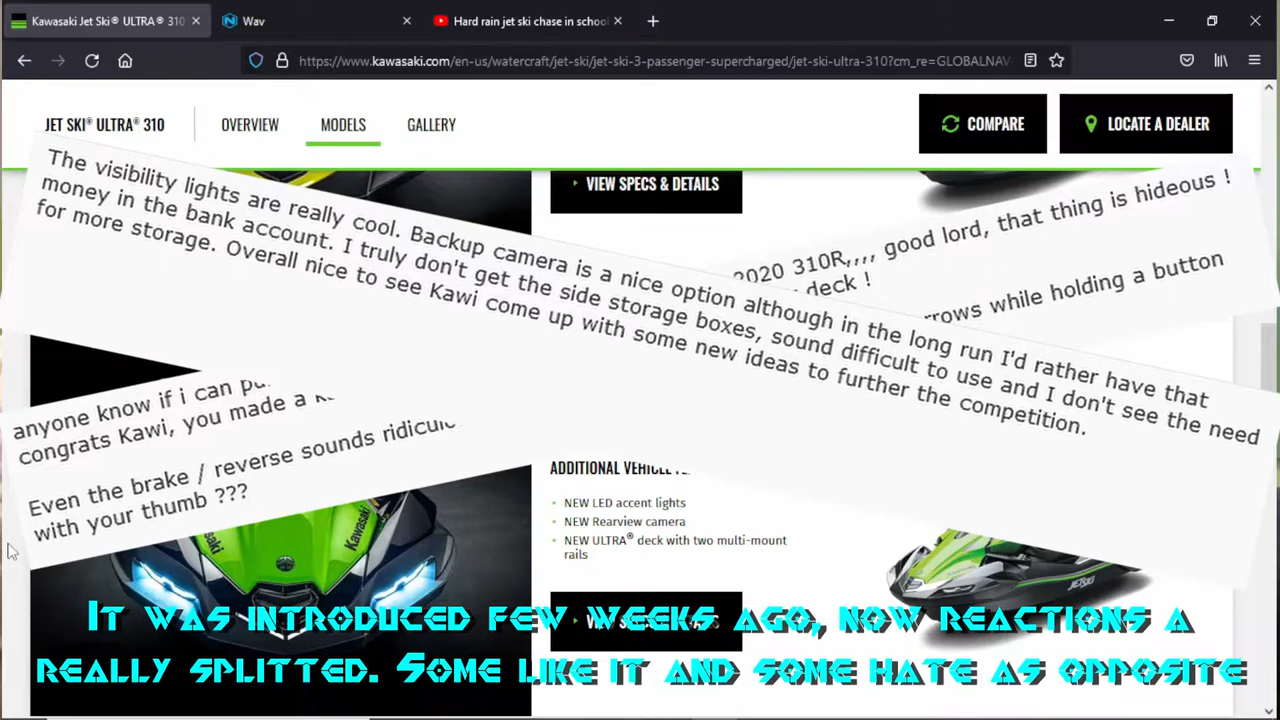 Kawasaki Jet Ski® ULTRA® 310
Wav
Hard rain jet ski chase in school
https://www.kawasaki.com/en-us/watercraft/jet-ski/jet-ski-3-passenger-supercharged/jet-ski-ultra-310?cm_re=GLOBALNAV
JET SKI® ULTRA® 310
OVERVIEW
MODELS
GALLERY
COMPARE
LOCATE A DEALER
VIEW SPECS & DETAILS
The visibility lights are really cool. Backup camera is a nice option although in the long run I'd rather have that
money in the bank account. I truly don't get the side storage boxes, sound difficult to use and I don't see the need
for more storage. Overall nice to see Kawi come up with some new ideas to further the competition.
2020 310R,,,, good lord, that thing is hideous !
deck !
while holding a button
anyone know if i can
congrats Kawi, you made a
Even the brake / reverse sounds
with your thumb ???
ADDITIONAL
NEW LED accent lights
NEW Rearview camera
NEW ULTRA® deck with two multi-mount
rails
Kawasaki
Kawasaki
JETSKI
It was introduced few weeks ago, now reactions a
really splitted. Some like it and some hate as opposite